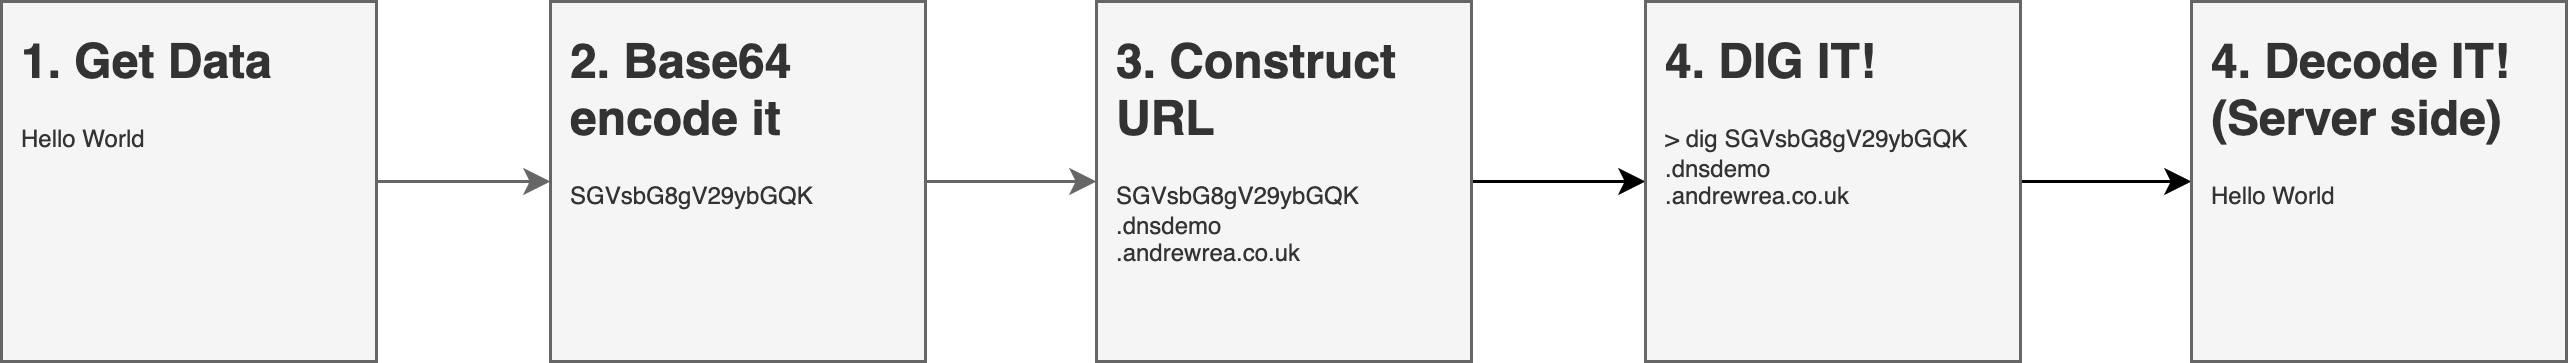 1. Get Data
Hello World
2. Base64
encode it
SGVsbG8gV29ybGQK
3. Construct
URL
SGVsbG8gV29ybGQK
.dnsdemo
.andrewrea.co.uk
4. DIG IT!
> dig SGVsbG8gV29ybGQK
.dnsdemo
.andrewrea.co.uk
4. Decode IT!
(Server side)
Hello World